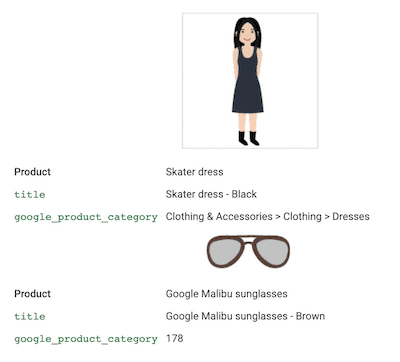 Product Skater dress
title Skater dress - Black
google_product_category Clothing & Accessories > Clothing > Dresses
Product Google Malibu sunglasses
title Google Malibu sunglasses - Brown
google_product_category 178